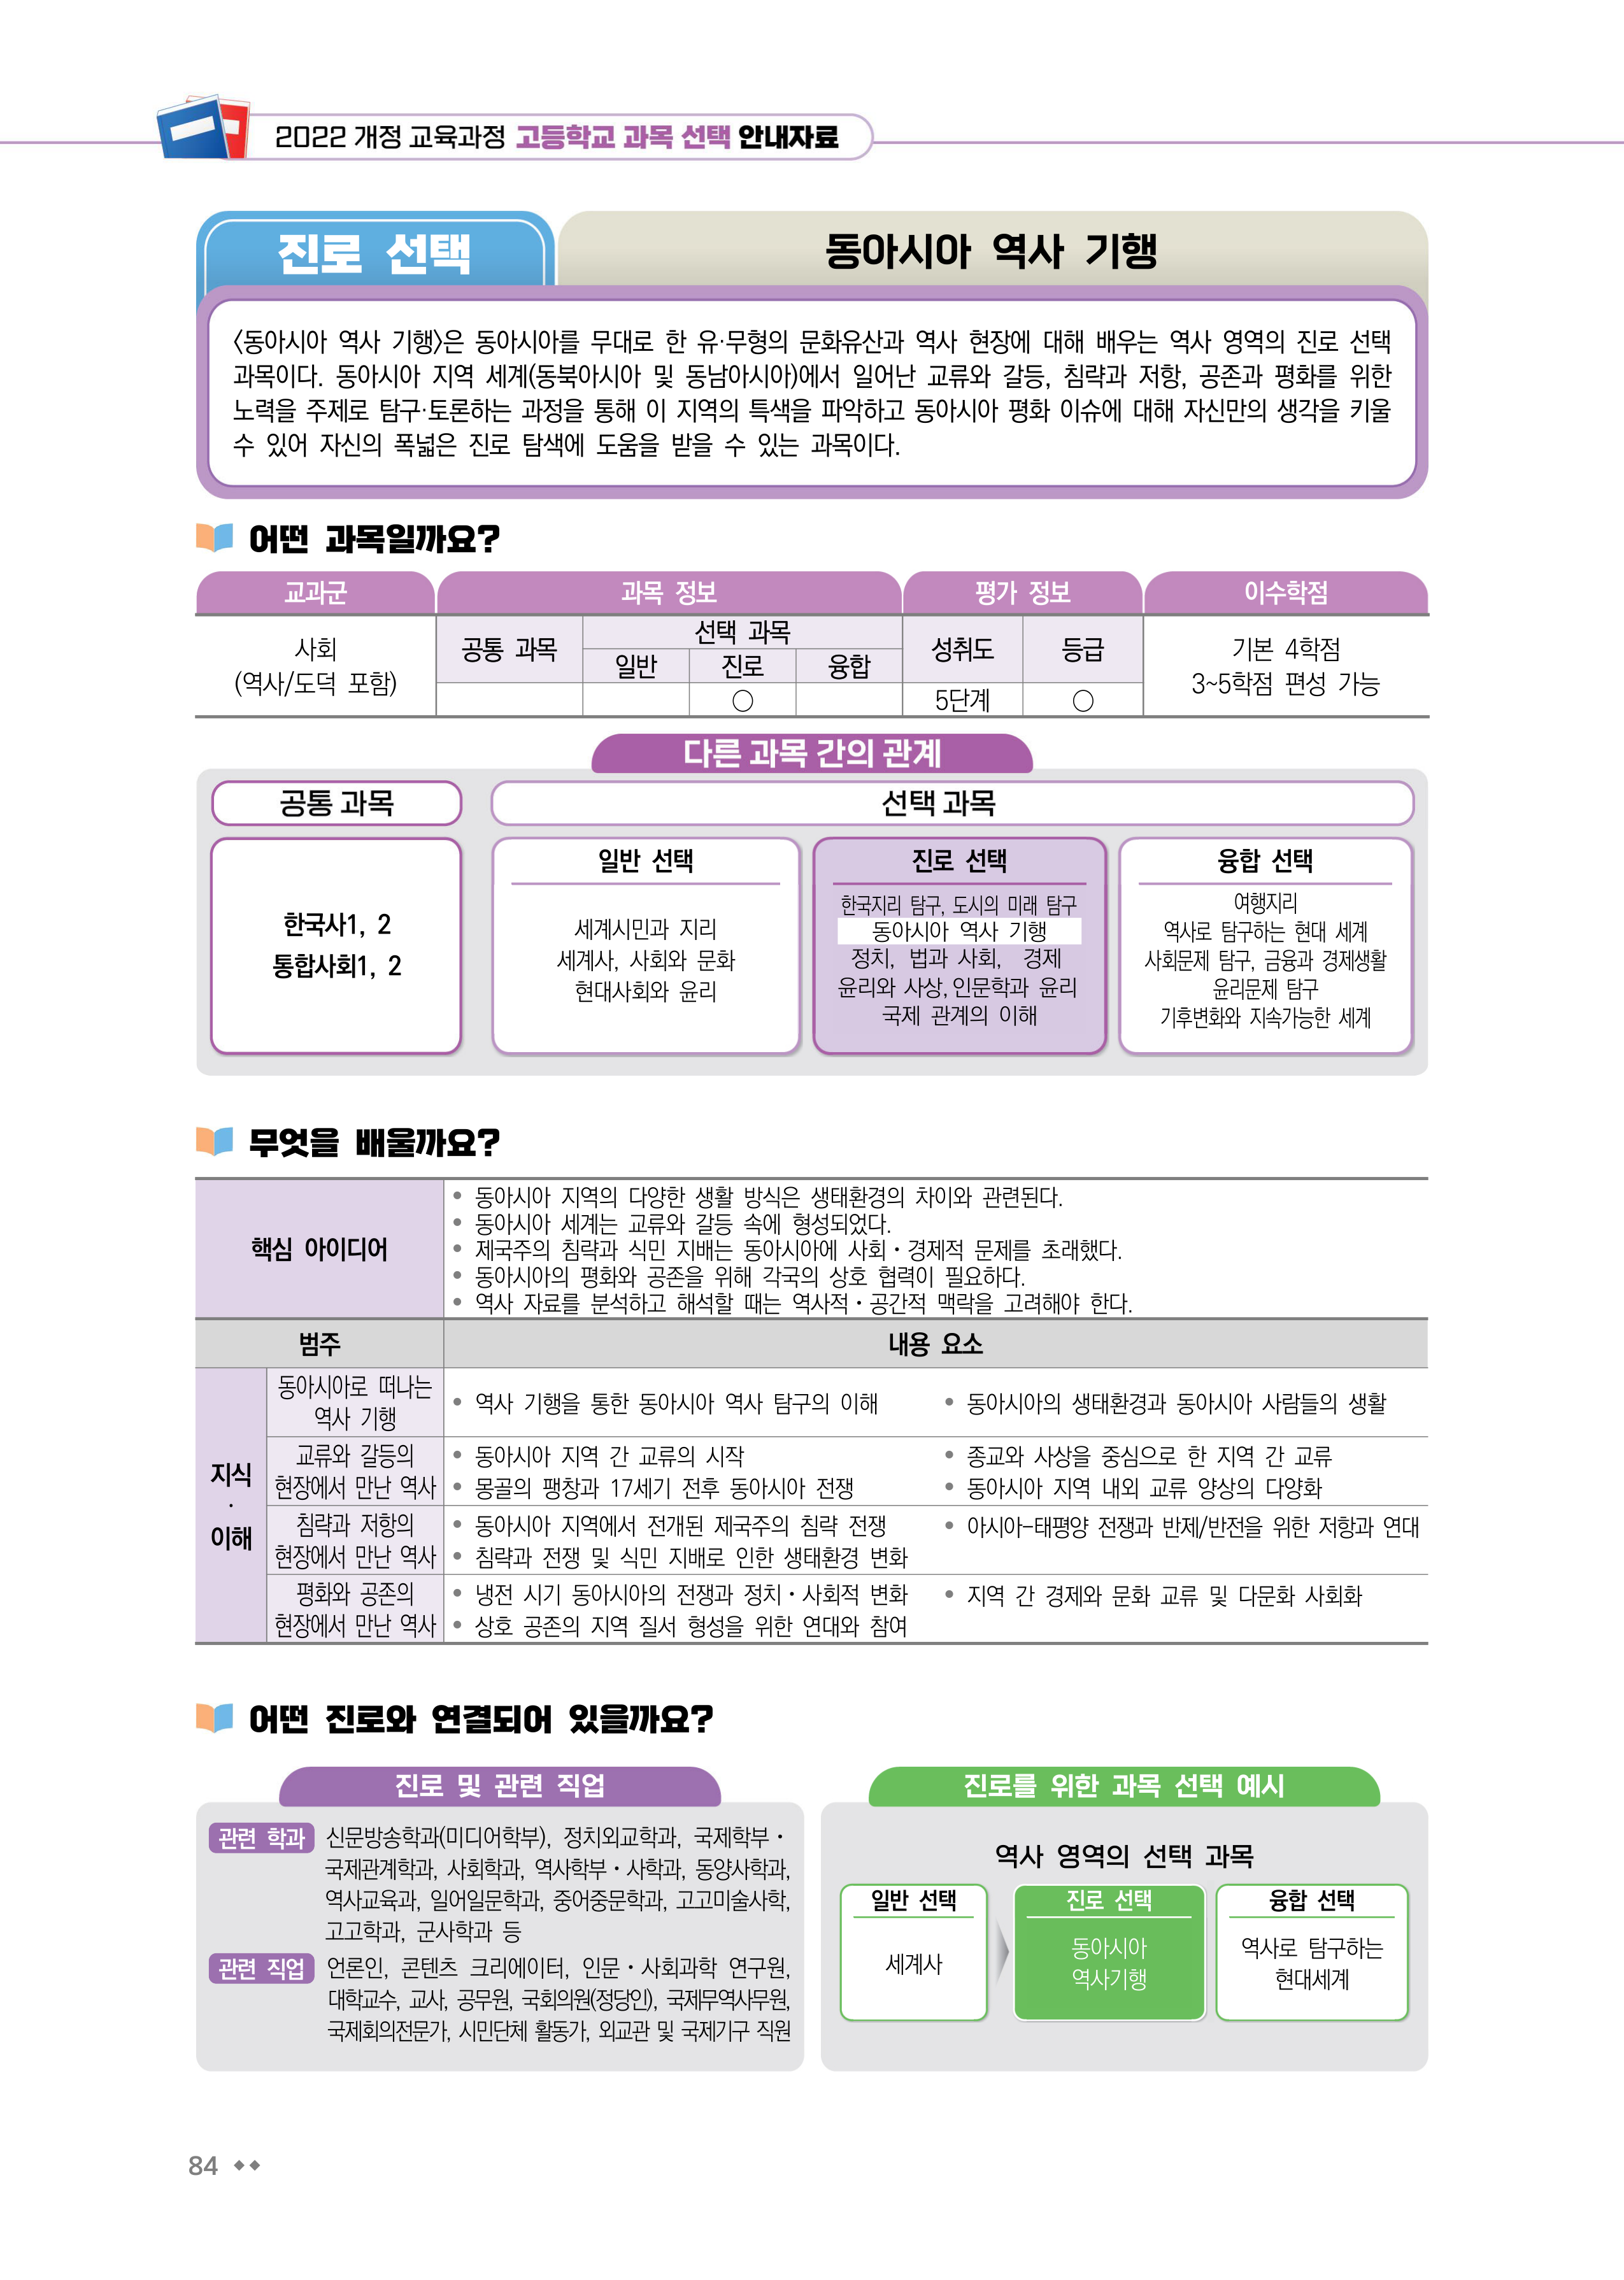 2022 개정 교육과정 고등학교 과목 선택 안내자료
진로 선택
동아시아 역사 기행
〈동아시아 역사 기행〉은 동아시아를 무대로 한 유·무형의 문화유산과 역사 현장에 대해 배우는 역사 영역의 진로 선택
과목이다. 동아시아 지역 세계(동북아시아 및 동남아시아)에서 일어난 교류와 갈등, 침략과 저항, 공존과 평화를 위한
노력을 주제로 탐구·토론하는 과정을 통해 이 지역의 특색을 파악하고 동아시아 평화 이슈에 대해 자신만의 생각을 키울
수 있어 자신의 폭넓은 진로 탐색에 도움을 받을 수 있는 과목이다.
어떤 과목일까요?
교과군 과목 정보 평가 정보 이수학점
사회
(역사/도덕 포함)
공통 과목
선택 과목
일반 진로 융합
○
성취도 등급
5단계 ○
기본 4학점
3~5학점 편성 가능
다른 과목 간의 관계
공통 과목
선택 과목
한국사1, 2
통합사회1, 2
일반 선택
세계시민과 지리
세계사, 사회와 문화
현대사회와 윤리
진로 선택
한국지리 탐구, 도시의 미래 탐구
동아시아 역사 기행
정치, 법과 사회, 경제
윤리와 사상, 인문학과 윤리
국제 관계의 이해
융합 선택
여행지리
역사로 탐구하는 현대 세계
사회문제 탐구, 금융과 경제생활
윤리문제 탐구
기후변화와 지속가능한 세계
무엇을 배울까요?
핵심 아이디어
• 동아시아 지역의 다양한 생활 방식은 생태환경의 차이와 관련된다.
• 동아시아 세계는 교류와 갈등 속에 형성되었다.
• 제국주의 침략과 식민 지배는 동아시아에 사회·경제적 문제를 초래했다.
• 동아시아의 평화와 공존을 위해 각국의 상호 협력이 필요하다.
• 역사 자료를 분석하고 해석할 때는 역사적·공간적 맥락을 고려해야 한다.
범주 내용 요소
지식
·
이해
동아시아로 떠나는
역사 기행
• 역사 기행을 통한 동아시아 역사 탐구의 이해 • 동아시아의 생태환경과 동아시아 사람들의 생활
교류와 갈등의
현장에서 만난 역사
• 동아시아 지역 간 교류의 시작 • 종교와 사상을 중심으로 한 지역 간 교류
• 몽골의 팽창과 17세기 전후 동아시아 전쟁 • 동아시아 지역 내외 교류 양상의 다양화
침략과 저항의
현장에서 만난 역사
• 동아시아 지역에서 전개된 제국주의 침략 전쟁 • 아시아-태평양 전쟁과 반제/반전을 위한 저항과 연대
• 침략과 전쟁 및 식민 지배로 인한 생태환경 변화
평화와 공존의
현장에서 만난 역사
• 냉전 시기 동아시아의 전쟁과 정치·사회적 변화 • 지역 간 경제와 문화 교류 및 다문화 사회화
• 상호 공존의 지역 질서 형성을 위한 연대와 참여
어떤 진로와 연결되어 있을까요?
진로 및 관련 직업
관련 학과 신문방송학과(미디어학부), 정치외교학과, 국제학부·
국제관계학과, 사회학과, 역사학부·사학과, 동양사학과,
역사교육과, 일어일문학과, 중어중문학과, 고고미술사학,
고고학과, 군사학과 등
관련 직업 언론인, 콘텐츠 크리에이터, 인문·사회과학 연구원,
대학교수, 교사, 공무원, 국회의원(정당인), 국제무역사무원,
국제회의전문가, 시민단체 활동가, 외교관 및 국제기구 직원
진로를 위한 과목 선택 예시
역사 영역의 선택 과목
일반 선택
세계사
진로 선택
동아시아
역사기행
융합 선택
역사로 탐구하는
현대세계
84